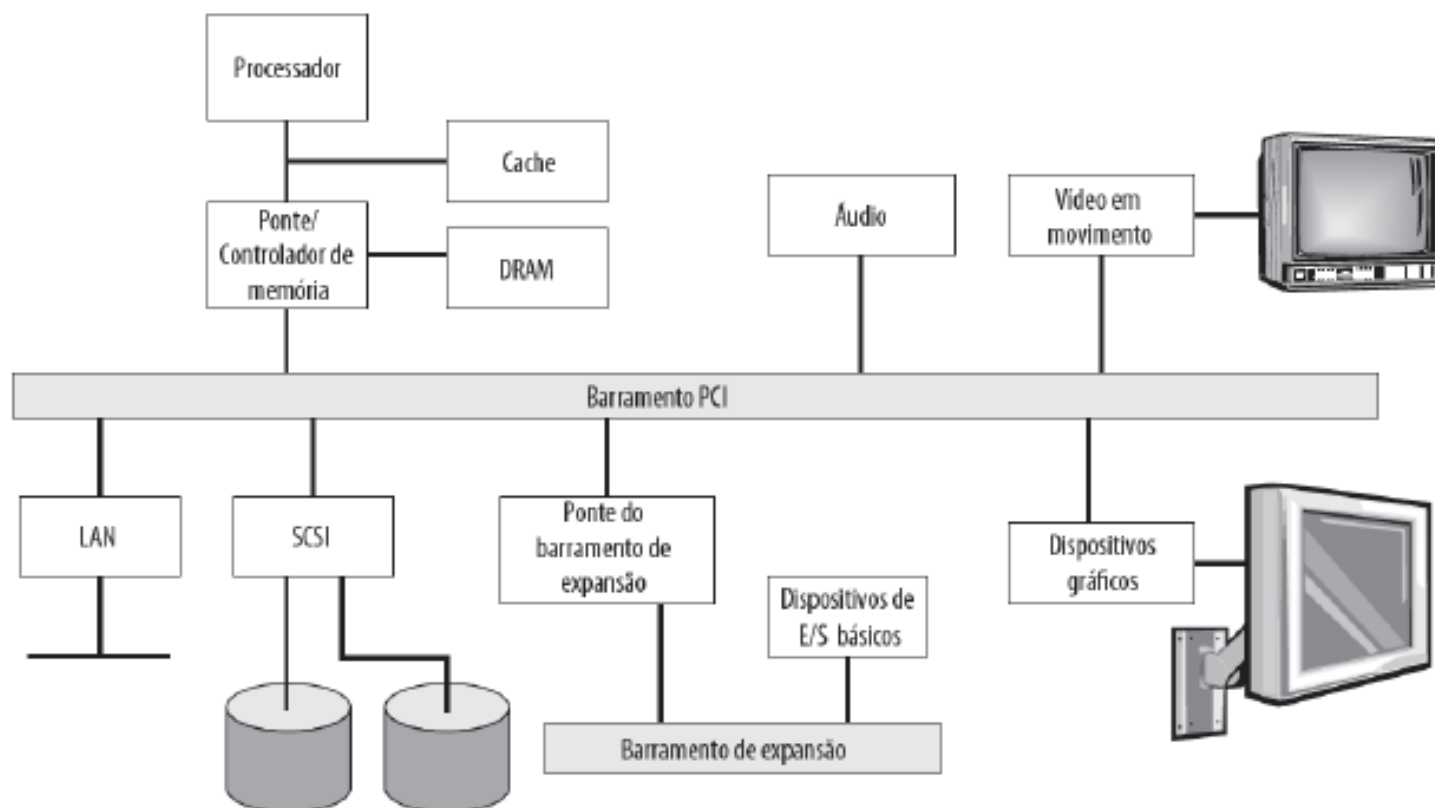 Processador
Cache
Ponte/
Controlador de
memória
DRAM
Áudio
Vídeo em
movimento
Barramento PCI
LAN
SCSI
Ponte do
barramento de
expansão
Dispositivos de
E/S básicos
Dispositivos
gráficos
Barramento de expansão